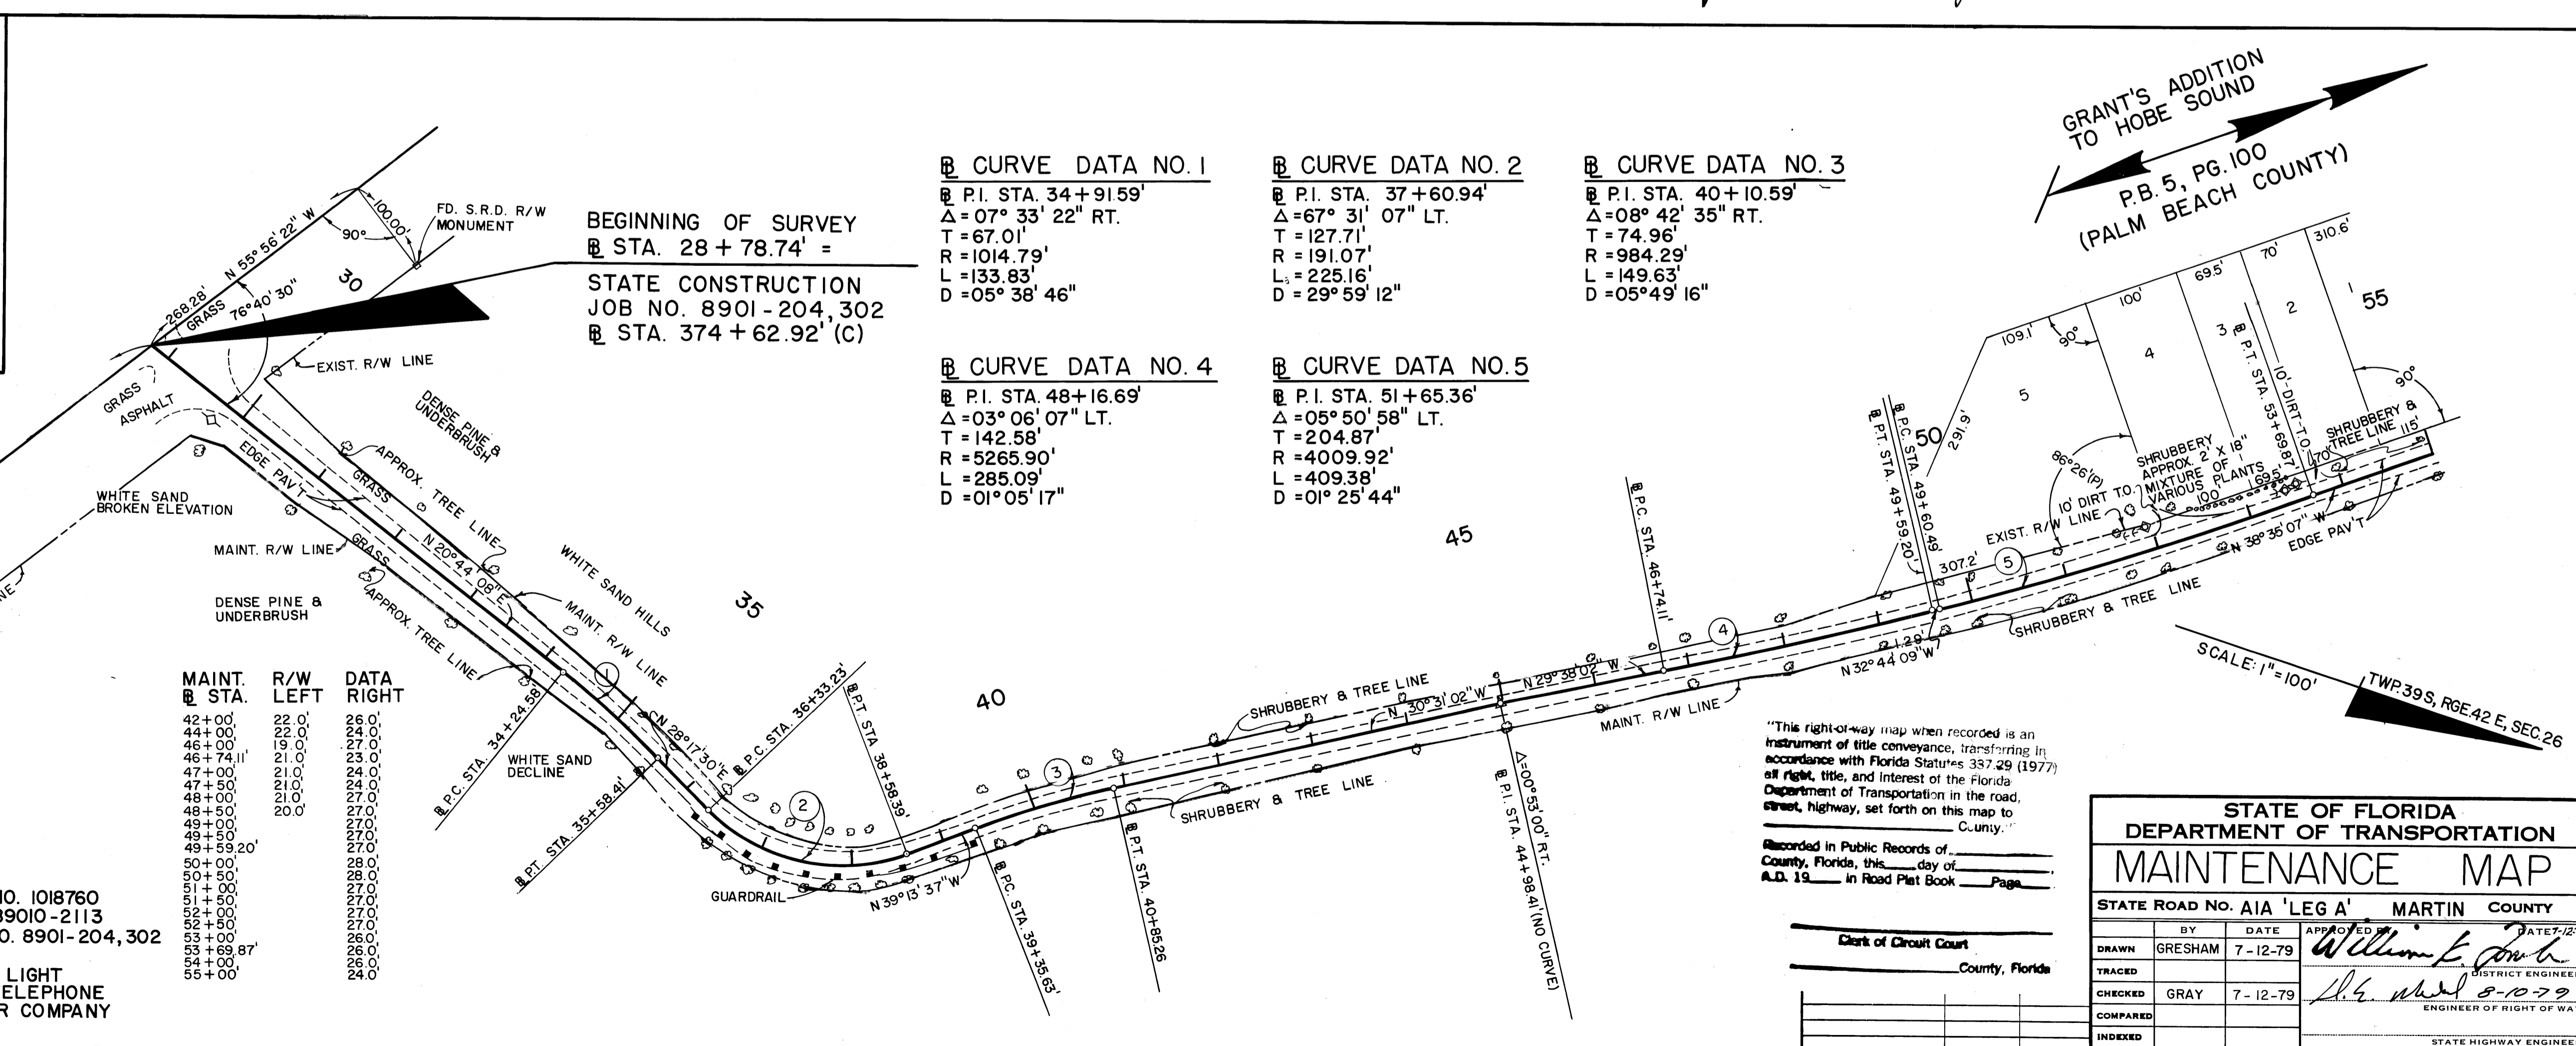 GRANT'S ADDITION
TO HOBE SOUND
P.B. 5, PG. 100
(PALM BEACH COUNTY)
BEGINNING OF SURVEY
℄ STA. 28 + 78.74' =
STATE CONSTRUCTION
JOB NO. 8901-204,302
℄ STA. 374 + 62.92' (C)
FD. S.R.D. R/W
MONUMENT
100.00'
90°
N 55° 56' 22" W
268.28'
GRASS
76° 40' 30"
30
EXIST. R/W LINE
℄ CURVE DATA NO. 1
℄ P.I. STA. 34+91.59'
Δ = 07° 33' 22" RT.
T = 67.01'
R = 1014.79'
L = 133.83'
D = 05° 38' 46"
℄ CURVE DATA NO. 2
℄ P.I. STA. 37+60.94'
Δ = 67° 31' 07" LT.
T = 127.71'
R = 191.07'
L = 225.16'
D = 29° 59' 12"
℄ CURVE DATA NO. 3
℄ P.I. STA. 40+10.59'
Δ = 08° 42' 35" RT.
T = 74.96'
R = 984.29'
L = 149.63'
D = 05° 49' 16"
℄ CURVE DATA NO. 4
℄ P.I. STA. 48+16.69'
Δ = 03° 06' 07" LT.
T = 142.58'
R = 5265.90'
L = 285.09'
D = 01° 05' 17"
℄ CURVE DATA NO. 5
℄ P.I. STA. 51+65.36'
Δ = 05° 50' 58" LT.
T = 204.87'
R = 4009.92'
L = 409.38'
D = 01° 25' 44"
GRASS
ASPHALT
EDGE PAV'T
DENSE PINE &
UNDERBRUSH
APPROX. TREE LINE
GRASS
WHITE SAND
BROKEN ELEVATION
MAINT. R/W LINE
GRASS
N 20° 44' 08" E
DENSE PINE &
UNDERBRUSH
APPROX. TREE LINE
WHITE SAND HILLS
MAINT. R/W LINE
35
1
N 28° 17' 30" E
℄ P.C. STA. 34+24.58'
WHITE SAND
DECLINE
℄ P.T. STA. 35+58.41'
℄ P.C. STA. 36+33.23'
℄ P.T. STA. 38+58.39'
2
GUARDRAIL
N 39° 13' 37" W
℄ P.C. STA. 39+35.63'
40
3
℄ P.T. STA. 40+85.26
SHRUBBERY & TREE LINE
SHRUBBERY & TREE LINE
N 30° 31' 02" W
N 29° 38' 02" W
Δ=00° 53' 00" RT.
℄ P.I. STA. 44+98.41' (NO CURVE)
45
℄ P.C. STA. 46+74.11'
4
MAINT. R/W LINE
℄ P.T. STA. 49+59.20'
℄ P.C. STA. 49+60.49'
50
1.29'
N 32° 44' 09" W
307.2'
5
291.9'
109.1'
90°
100'
69.5'
70'
310.6'
5
4
3
2
1
55
℄ P.T. STA. 53+69.87'
10'-DIRT-T.O.
SHRUBBERY &
TREE LINE
115'
90°
86° 26' (P)
SHRUBBERY
APPROX. 2' X 18"
MIXTURE OF
VARIOUS PLANTS
10' DIRT T.O.
EXIST. R/W LINE
100'
69.5'
70'
N 38° 35' 07" W
EDGE PAV'T
SHRUBBERY & TREE LINE
SCALE: 1" = 100'
TWP. 39 S, RGE. 42 E, SEC. 26
MAINT. R/W DATA
℄ STA. LEFT RIGHT
42+00' 22.0' 26.0'
44+00' 22.0' 24.0'
46+00' 19.0' 27.0'
46+74.11' 21.0' 23.0'
47+00' 21.0' 24.0'
47+50' 21.0' 24.0'
48+00' 21.0' 27.0'
48+50' 20.0' 27.0'
49+00' 27.0'
49+50' 27.0'
49+59.20' 27.0'
50+00' 28.0'
50+50' 28.0'
51+00' 27.0'
51+50' 27.0'
52+00' 27.0'
52+50' 27.0'
53+00' 26.0'
53+69.87' 26.0'
54+00' 26.0'
55+00' 24.0'
NO. 1018760
89010-2113
O. 8901-204,302
LIGHT
ELEPHONE
R COMPANY
"This right-of-way map when recorded is an
instrument of title conveyance, transferring in
accordance with Florida Statutes 337.29 (1977)
all right, title, and interest of the Florida
Department of Transportation in the road,
street, highway, set forth on this map to
County."
Recorded in Public Records of
County, Florida, this day of
A.D. 19 in Road Plat Book Page
Clerk of Circuit Court
County, Florida
STATE OF FLORIDA
DEPARTMENT OF TRANSPORTATION
MAINTENANCE MAP
STATE ROAD NO. A1A 'LEG A' MARTIN COUNTY
BY DATE APPROVED BY DATE 7-12-
DRAWN GRESHAM 7-12-79
DISTRICT ENGINEER
TRACED
CHECKED GRAY 7-12-79 8-10-79
ENGINEER OF RIGHT OF WA
COMPARED
INDEXED
STATE HIGHWAY ENGINEE